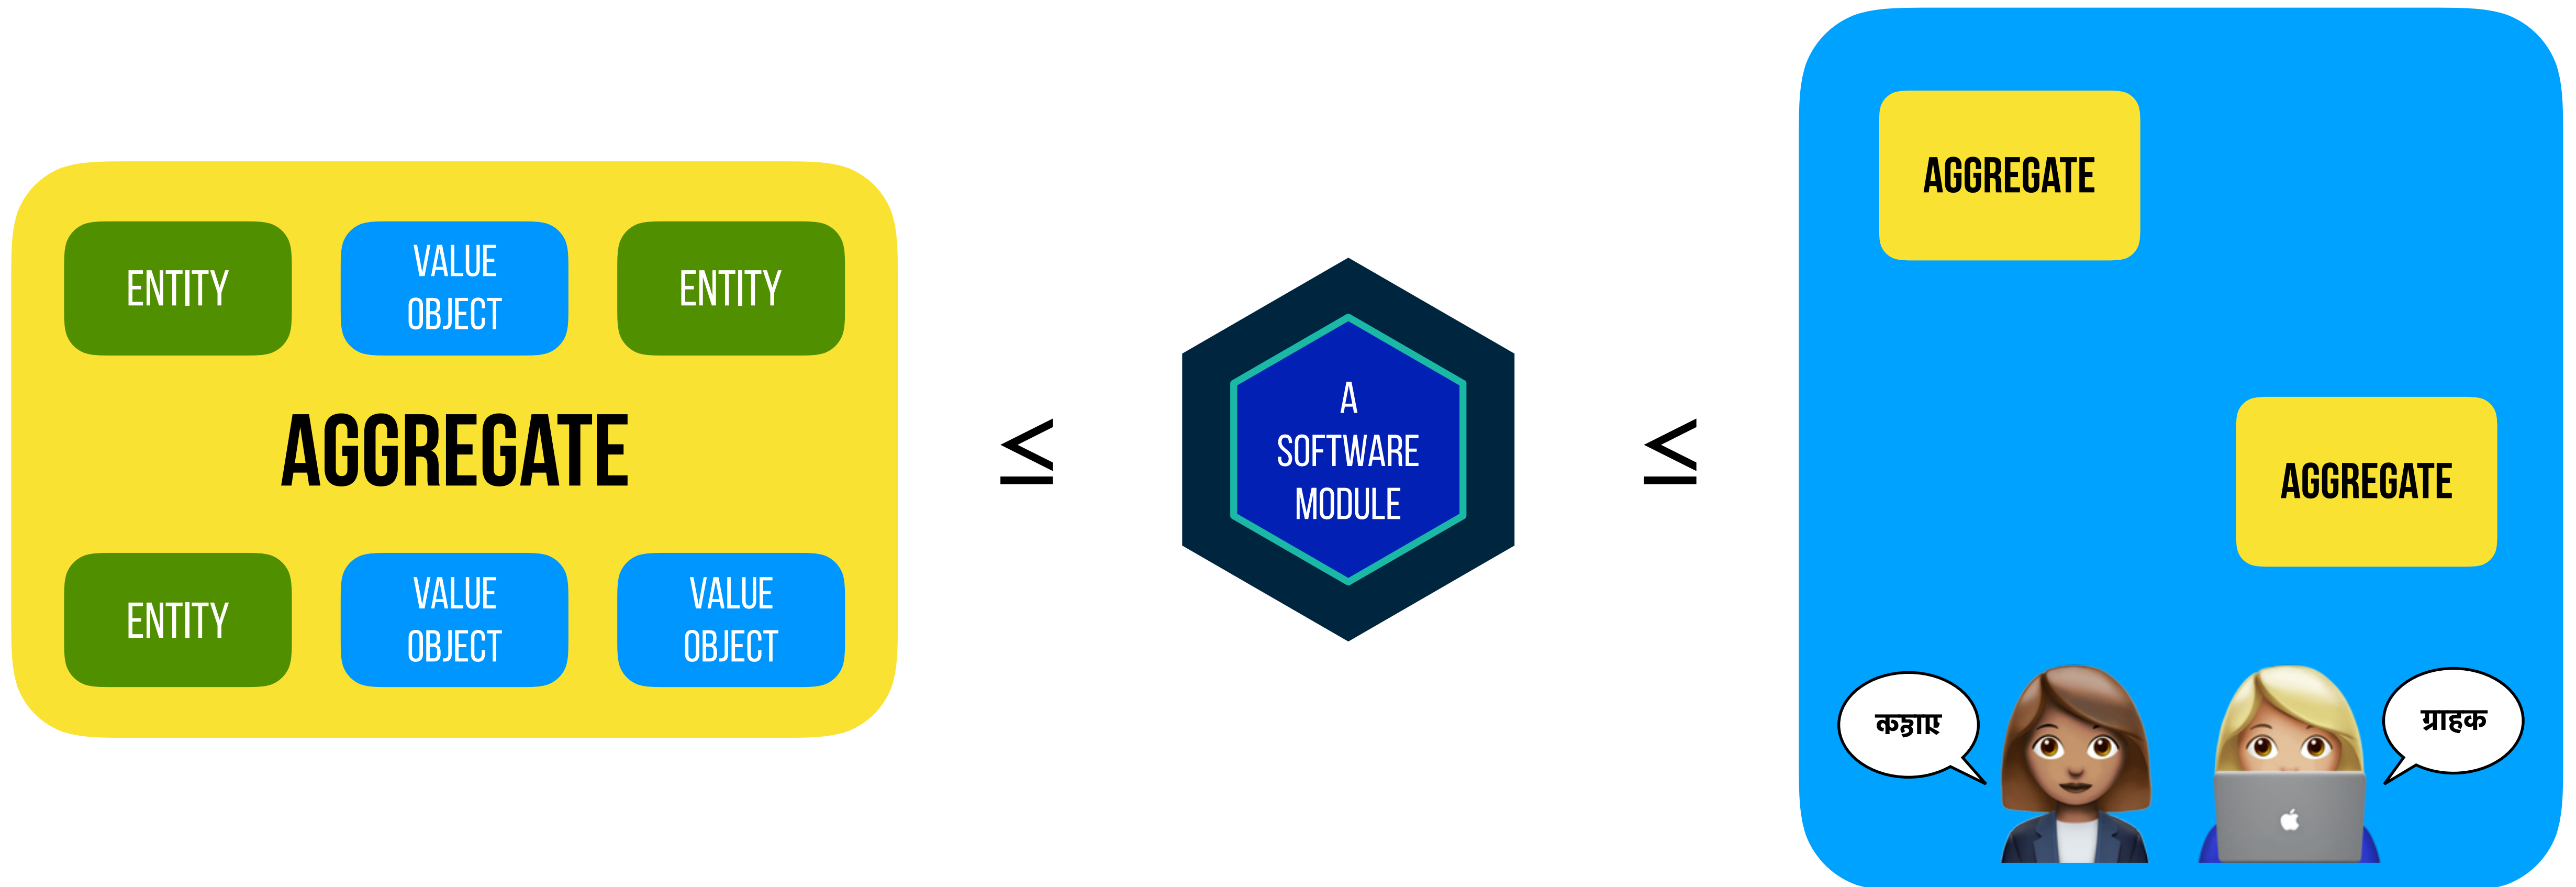 ENTITY
VALUE
OBJECT
ENTITY
AGGREGATE
ENTITY
VALUE
OBJECT
VALUE
OBJECT
≤
A
SOFTWARE
MODULE
≤
AGGREGATE
AGGREGATE
ग्राहक